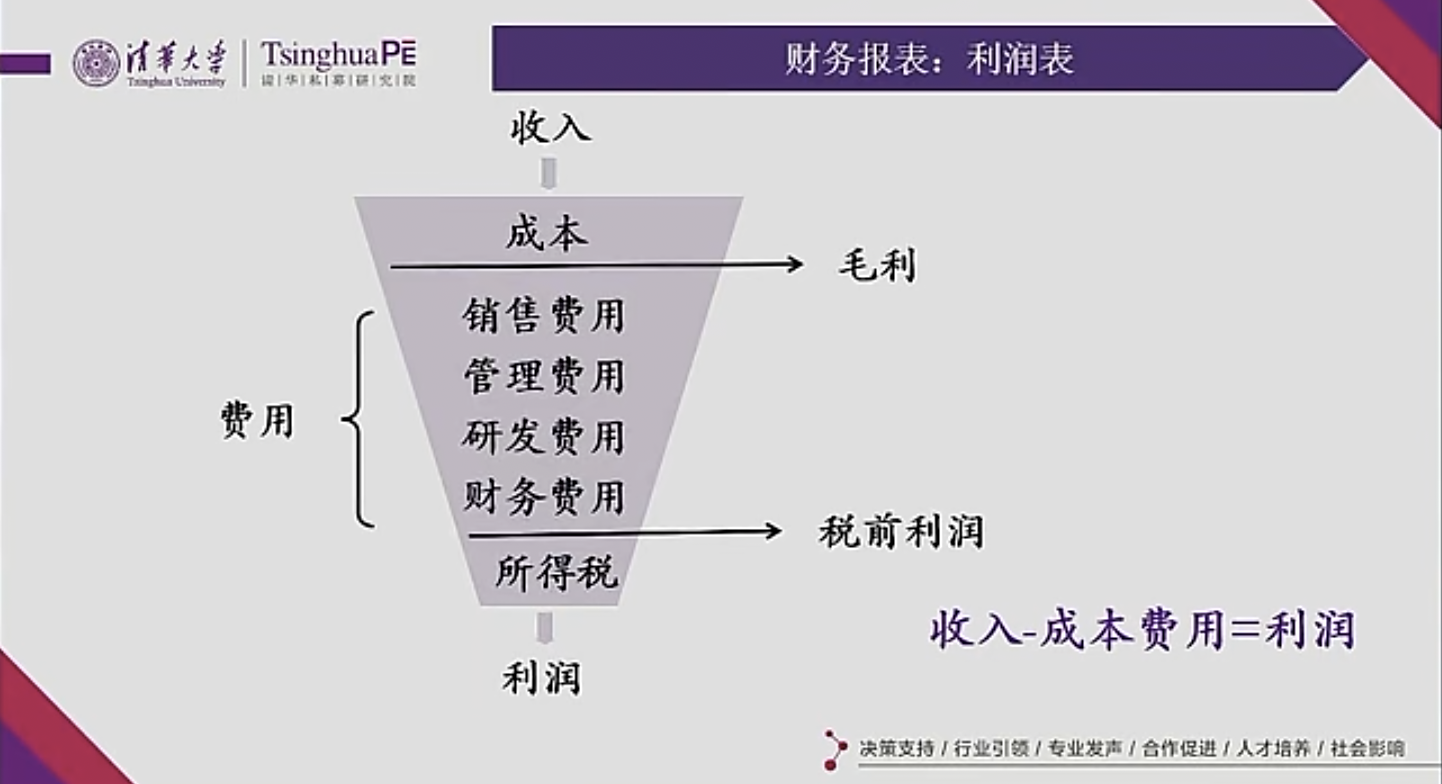 清华大学
Tsinghua University
TsinghuaPE
清|华|私|募|研|究|院
财务报表：利润表
收入
成本
毛利
销售费用
管理费用
费用
研发费用
财务费用
税前利润
所得税
收入-成本费用=利润
利润
决策支持 / 行业引领 / 专业发声 / 合作促进 / 人才培养 / 社会影响